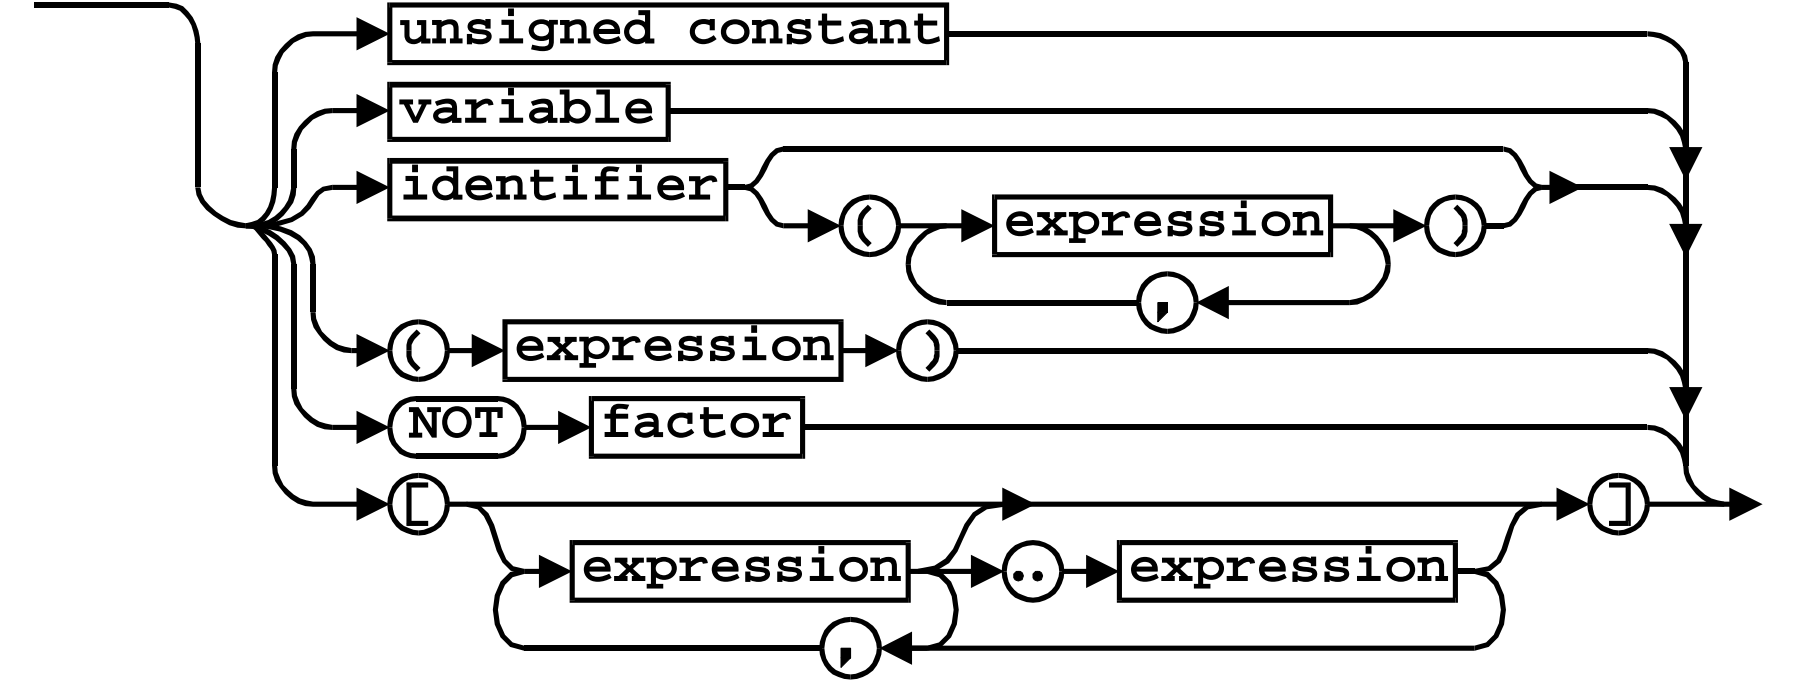 unsigned constant
variable
identifier
( expression )
,
( expression )
NOT factor
[ ]
expression .. expression
,